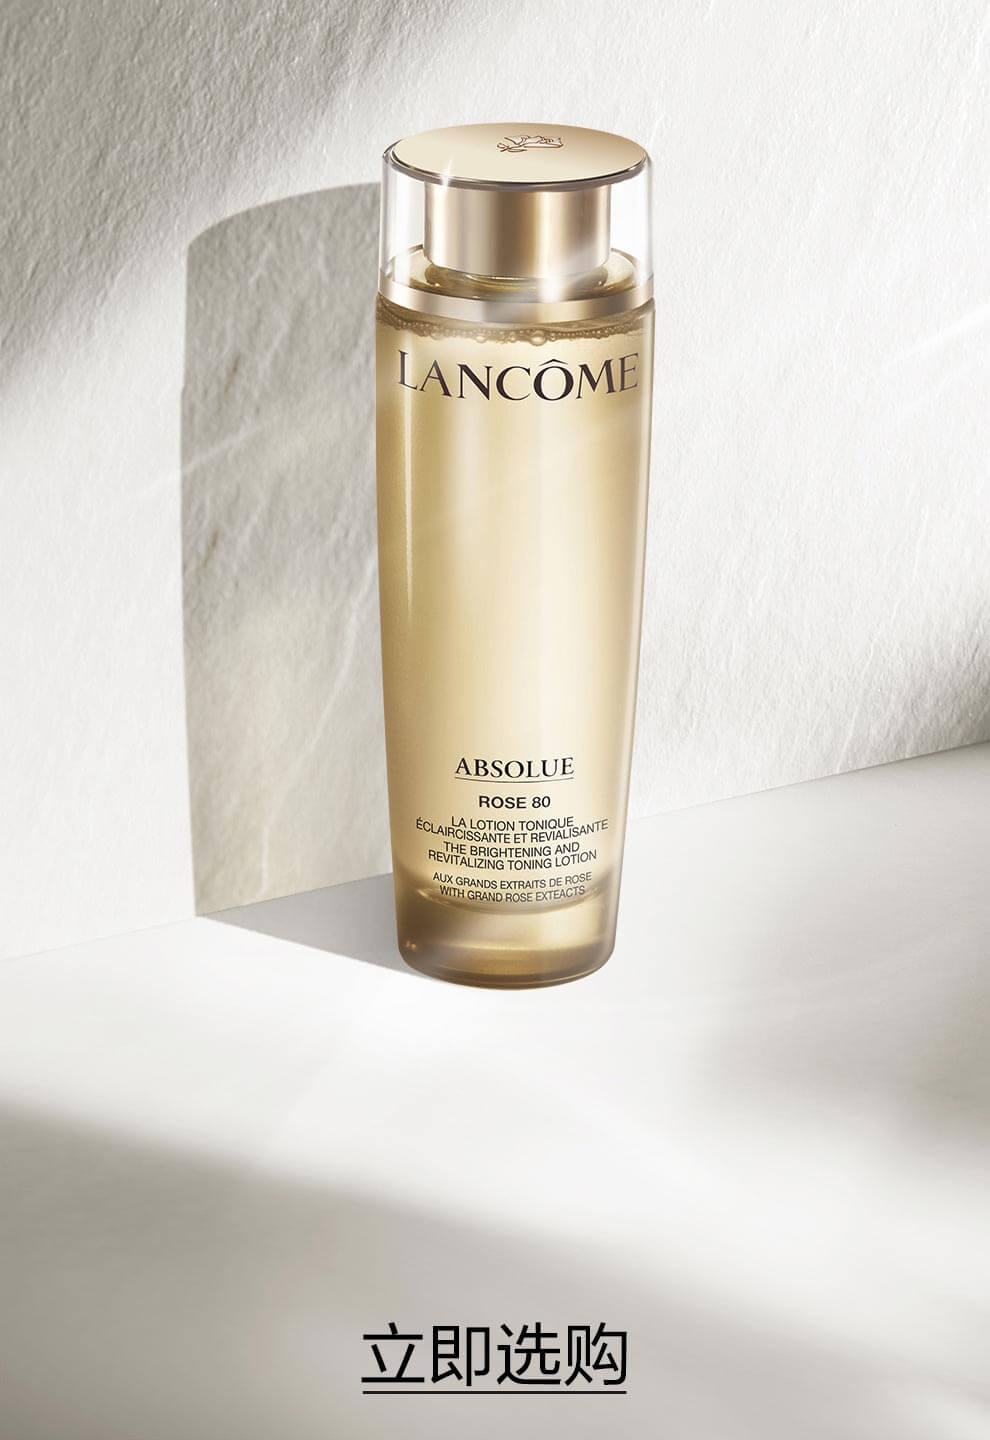 LANCÔME
ABSOLUE
ROSE 80
LA LOTION TONIQUE
ÉCLAIRCISSANTE ET REVIALISANTE
THE BRIGHTENING AND
REVITALIZING TONING LOTION
AUX GRANDS EXTRAITS DE ROSE
WITH GRAND ROSE EXTEACTS
立即选购